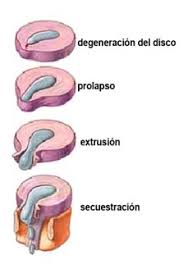 degeneración del disco
prolapso
extrusión
secuestración